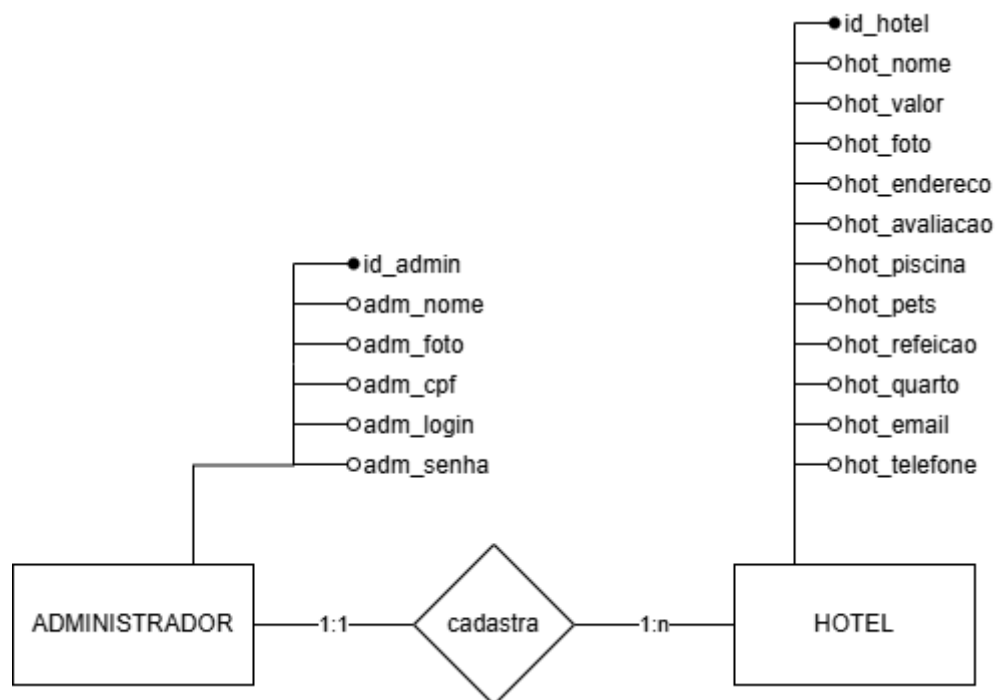 id_hotel
hot_nome
hot_valor
hot_foto
hot_endereco
hot_avaliacao
hot_piscina
hot_pets
hot_refeicao
hot_quarto
hot_email
hot_telefone
id_admin
adm_nome
adm_foto
adm_cpf
adm_login
adm_senha
ADMINISTRADOR
1:1
cadastra
1:n
HOTEL